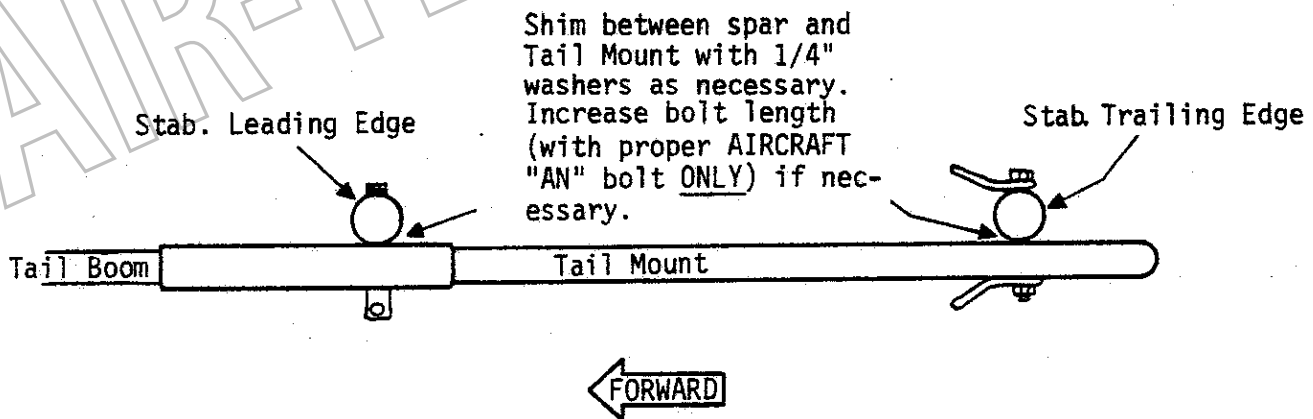 Shim between spar and
Tail Mount with 1/4"
washers as necessary.
Increase bolt length
(with proper AIRCRAFT
"AN" bolt ONLY) if nec-
essary.
Stab. Leading Edge
Stab. Trailing Edge
Tail Boom
Tail Mount
FORWARD